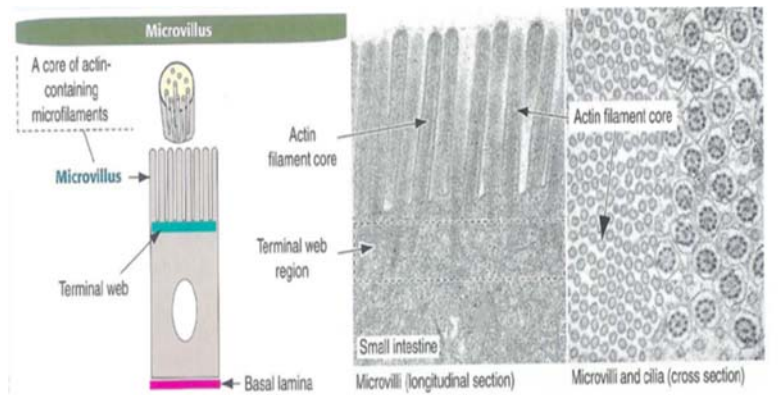 Microvillus
A core of actin-
containing
microfilaments
Microvillus
Terminal web
Basal lamina
Actin
filament core
Terminal web
region
Small intestine
Microvilli (longitudinal section)
Actin filament core
Microvilli and cilia (cross section)